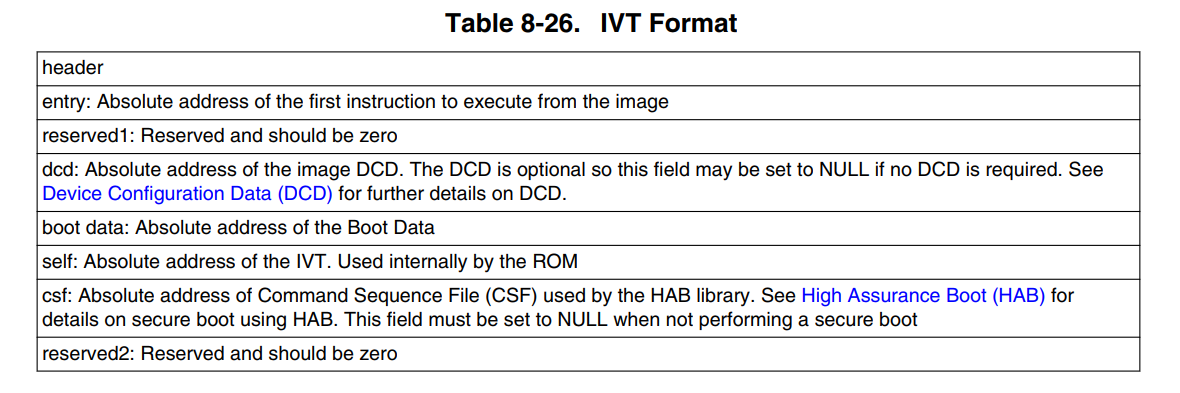 Table 8-26. IVT Format
header
entry: Absolute address of the first instruction to execute from the image
reserved1: Reserved and should be zero
dcd: Absolute address of the image DCD. The DCD is optional so this field may be set to NULL if no DCD is required. See
Device Configuration Data (DCD) for further details on DCD.
boot data: Absolute address of the Boot Data
self: Absolute address of the IVT. Used internally by the ROM
csf: Absolute address of Command Sequence File (CSF) used by the HAB library. See High Assurance Boot (HAB) for
details on secure boot using HAB. This field must be set to NULL when not performing a secure boot
reserved2: Reserved and should be zero